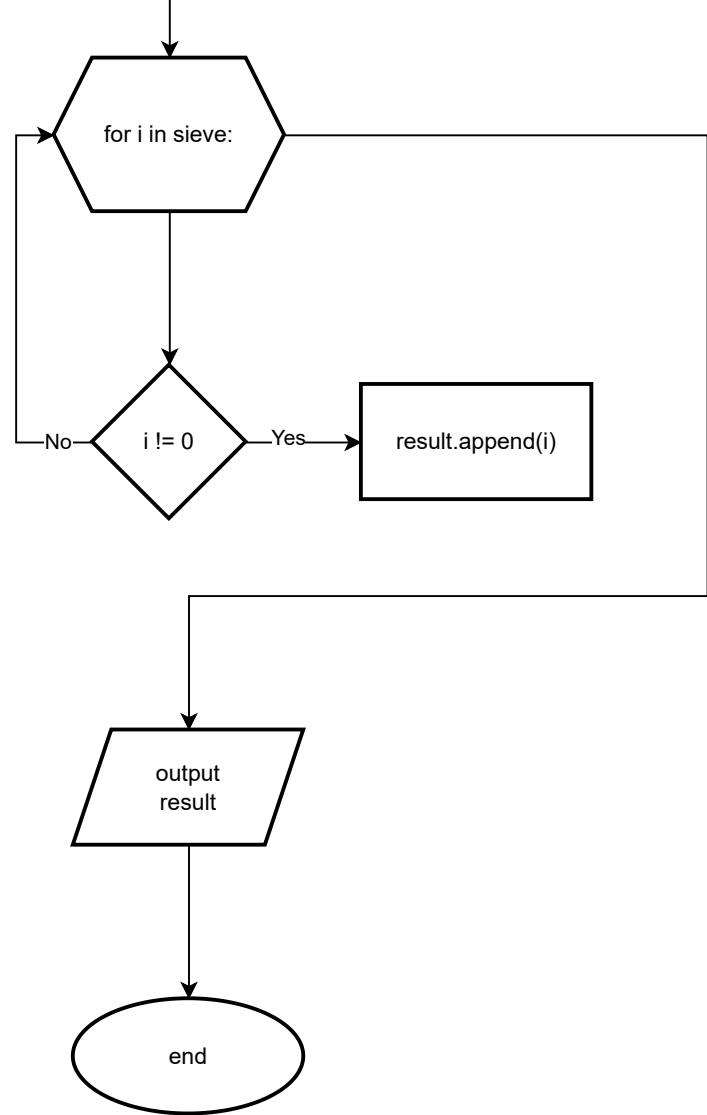 for i in sieve:
i != 0
No
Yes
result.append(i)
output
result
end